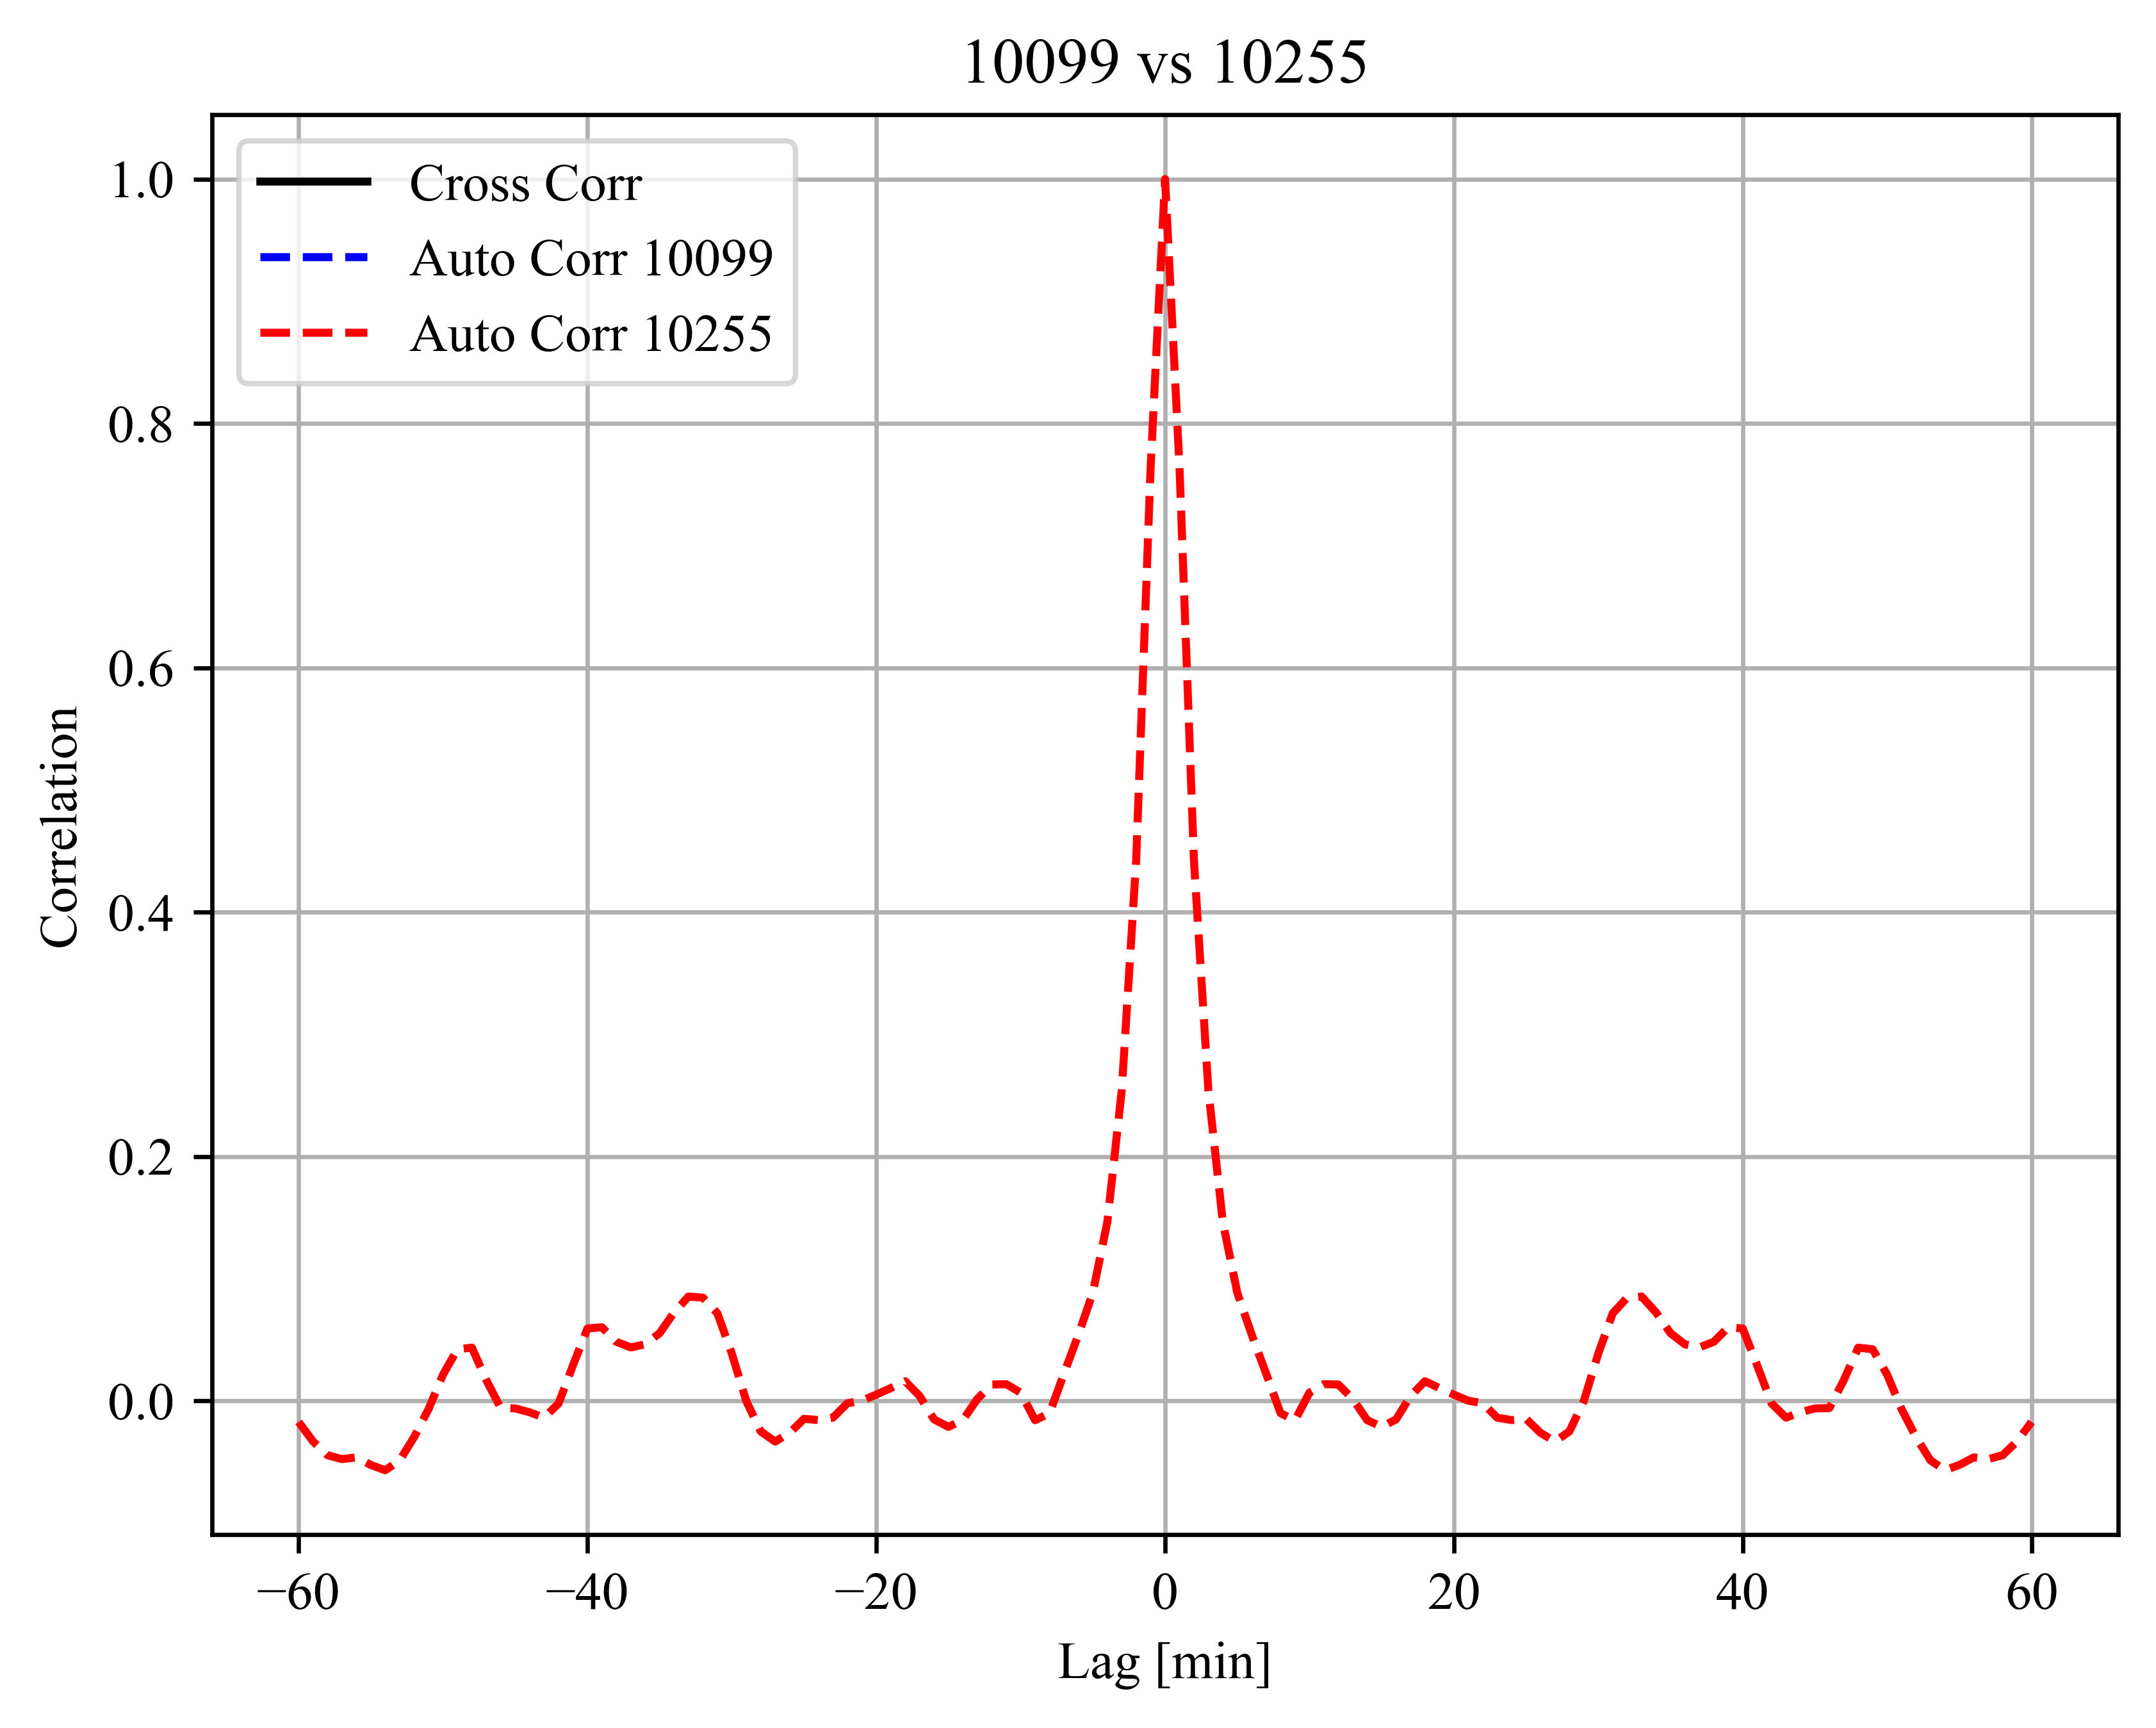 10099 vs 10255
Cross Corr
Auto Corr 10099
Auto Corr 10255
1.0
0.8
0.6
0.4
0.2
0.0
Correlation
−60 −40 −20 0 20 40 60
Lag [min]